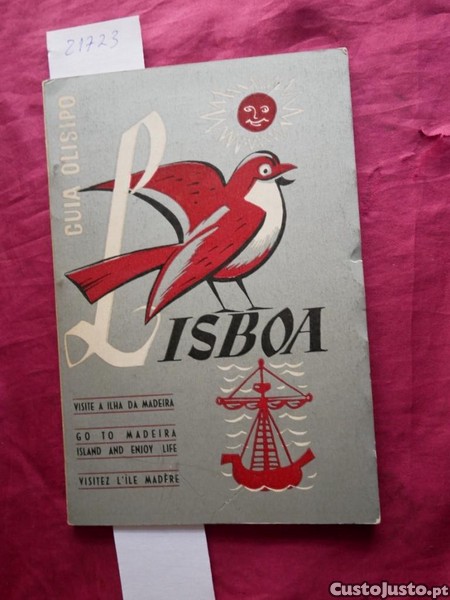 21723
GUIA OLISIPO
LISBOA
VISITE A ILHA DA MADEIRA
GO TO MADEIRA
ISLAND AND ENJOY LIFE
VISITEZ L'ÎLE MADÈRE
CustoJusto.pt